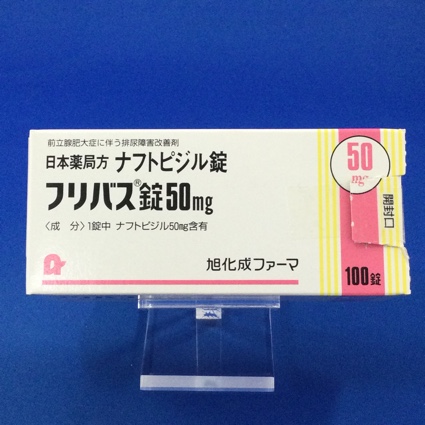 前立腺肥大症に伴う排尿障害改善剤
日本薬局方 ナフトピジル錠
フリバス®錠50mg
〈成 分〉1錠中 ナフトピジル50mg含有
旭化成ファーマ
50
mg
開封口
100錠